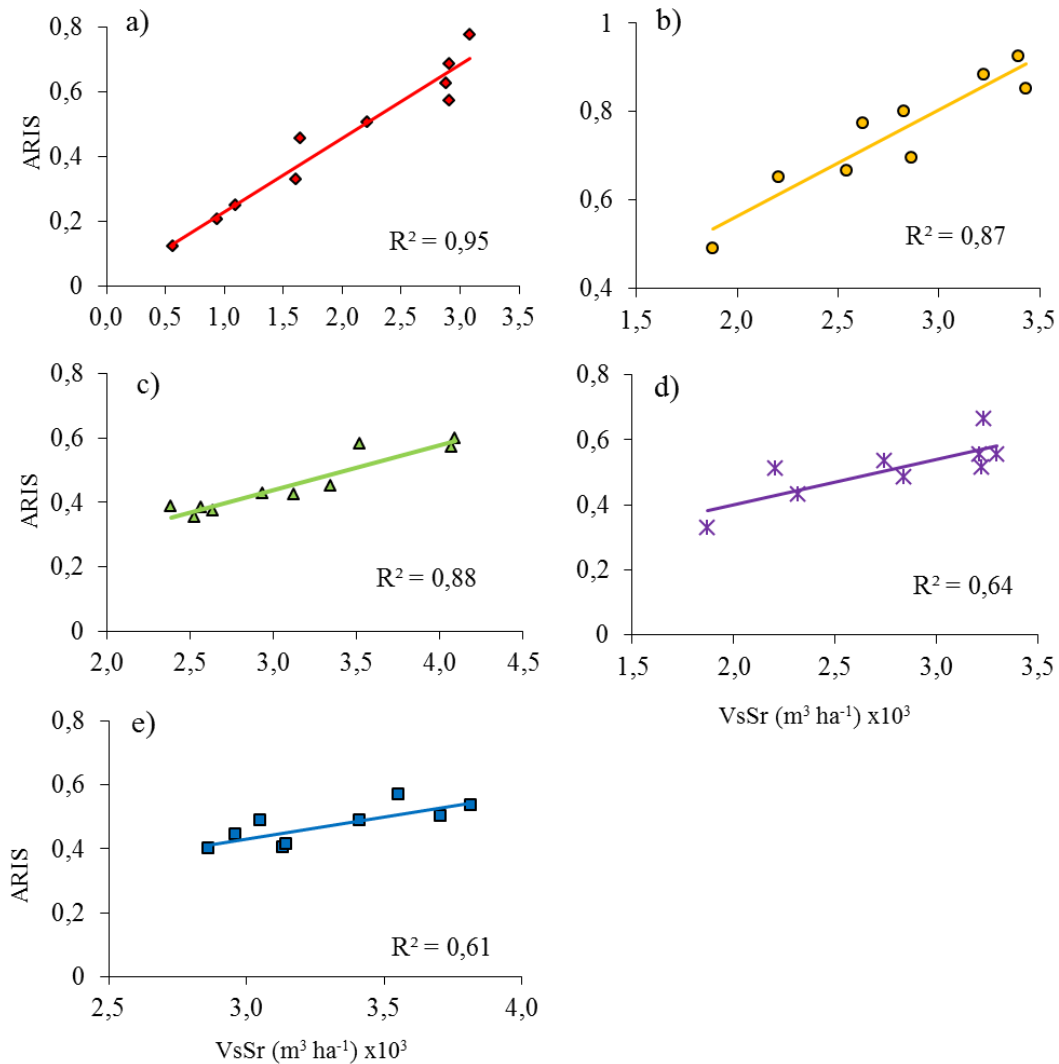 a)
0,8
0,6
0,4
0,2
0
ARIS
R² = 0,95
0,0 0,5 1,0 1,5 2,0 2,5 3,0 3,5
b)
1
0,8
0,6
0,4
R² = 0,87
1,5 2,0 2,5 3,0 3,5
c)
0,8
0,6
0,4
0,2
0
ARIS
R² = 0,88
2,0 2,5 3,0 3,5 4,0 4,5
d)
0,8
0,6
0,4
0,2
0
R² = 0,64
1,5 2,0 2,5 3,0 3,5
VsSr (m³ ha⁻¹) x10³
e)
0,8
0,6
0,4
0,2
0
ARIS
R² = 0,61
2,5 3,0 3,5 4,0
VsSr (m³ ha⁻¹) x10³